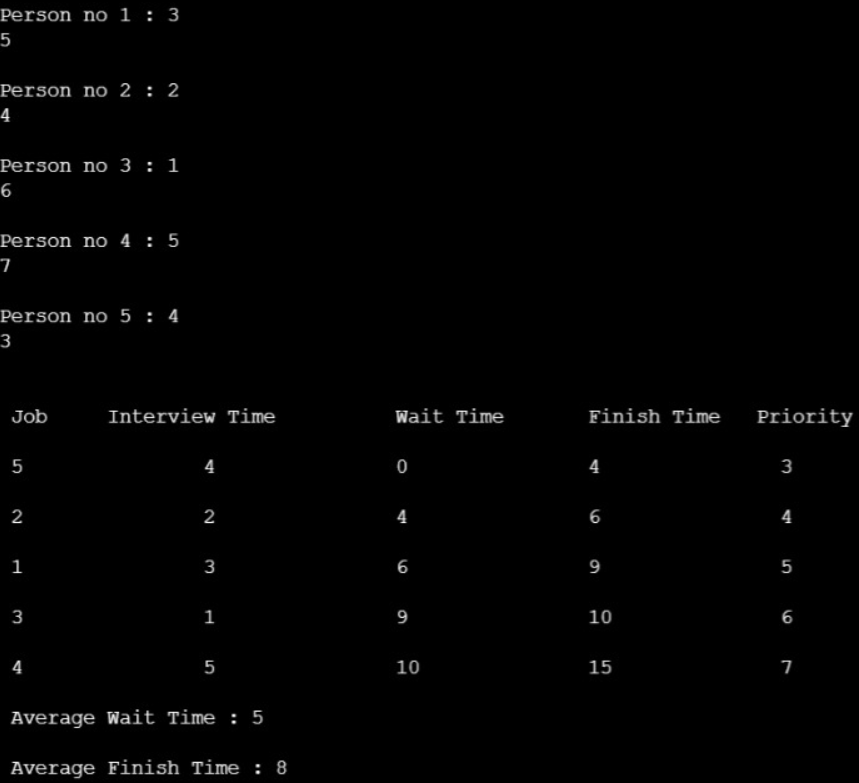 Person no 1 : 3
5
Person no 2 : 2
4
Person no 3 : 1
6
Person no 4 : 5
7
Person no 5 : 4
3
Job Interview Time Wait Time Finish Time Priority
5 4 0 4 3
2 2 4 6 4
1 3 6 9 5
3 1 9 10 6
4 5 10 15 7
Average Wait Time : 5
Average Finish Time : 8